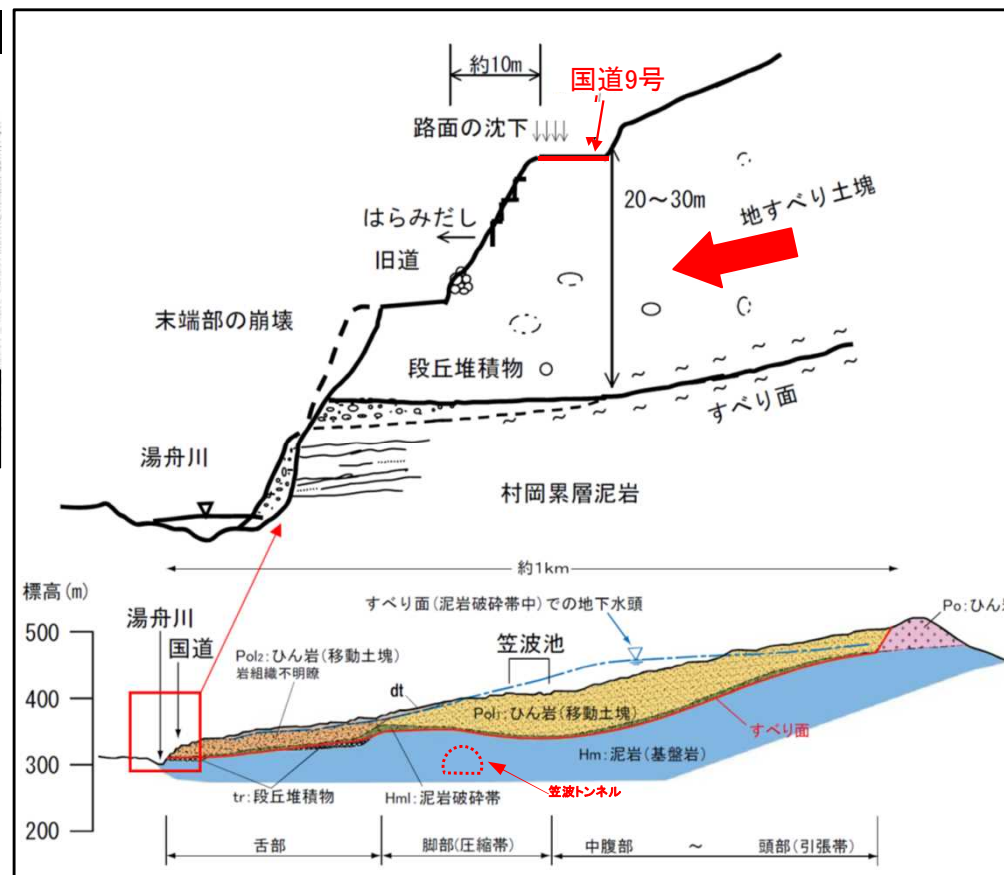 約10m
国道9号
路面の沈下
20～30m
地すべり土塊
はらみだし
旧道
末端部の崩壊
段丘堆積物
すべり面
湯舟川
村岡累層泥岩
約1km
標高(m)
すべり面(泥岩破砕帯中)での地下水頭
Po:ひん
湯舟川
500
国道
笠波池
Pol2:ひん岩(移動土塊)
岩組織不明瞭
400
dt
Pol1:ひん岩(移動土塊)
すべり面
Hm:泥岩(基盤岩)
300
笠波トンネル
tr:段丘堆積物
Hml:泥岩破砕帯
200
舌部
脚部(圧縮帯)
中腹部 ～ 頭部(引張帯)